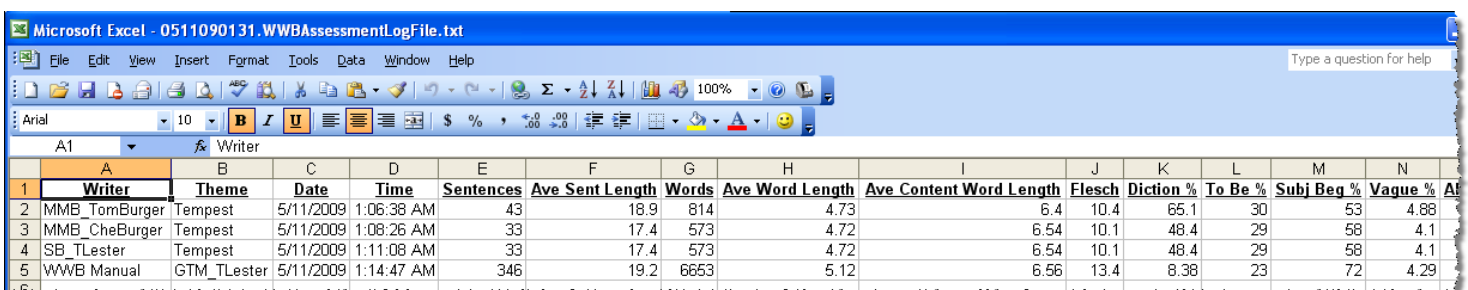 Microsoft Excel - 0511090131.WWBAssessmentLogFile.txt
File Edit View Insert Format Tools Data Window Help Type a question for help
100%
Arial 10 B I U $ % ,
A1 fx Writer
A B C D E F G H I J K L M N
1 Writer Theme Date Time Sentences Ave Sent Length Words Ave Word Length Ave Content Word Length Flesch Diction % To Be % Subj Beg % Vague %
2 MMB_TomBurger Tempest 5/11/2009 1:06:38 AM 43 18.9 814 4.73 6.4 10.4 65.1 30 53 4.88
3 MMB_CheBurger Tempest 5/11/2009 1:08:26 AM 33 17.4 573 4.72 6.54 10.1 48.4 29 58 4.1
4 SB_TLester Tempest 5/11/2009 1:11:08 AM 33 17.4 573 4.72 6.54 10.1 48.4 29 58 4.1
5 WWB Manual GTM_TLester 5/11/2009 1:14:47 AM 346 19.2 6653 5.12 6.56 13.4 8.38 23 72 4.29